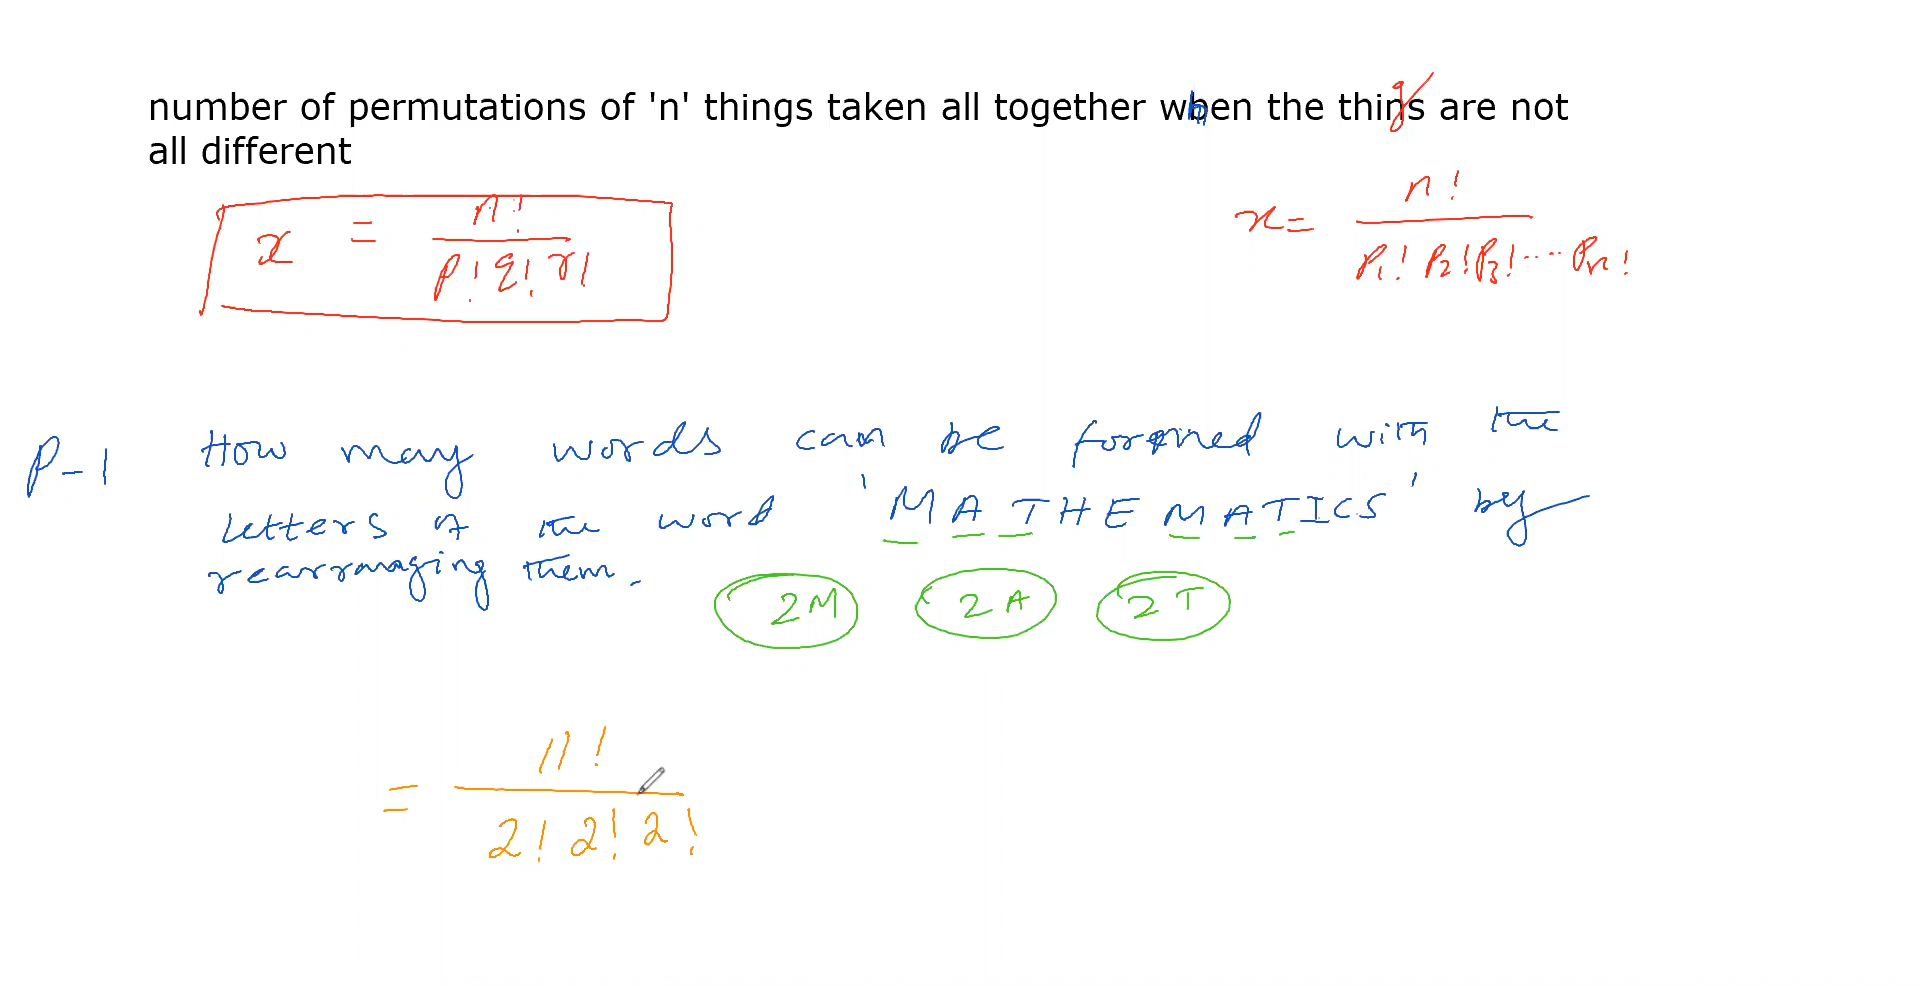 number of permutations of 'n' things taken all together when the things are not
all different
x = n! / p! q! r!
x = n! / P₁! P₂! P₃! .... Pₙ!
P-1 How may words can be formed with the
letters of the word 'MATHEMATICS' by
rearranging them.
2M 2A 2T
= 11! / 2! 2! 2!